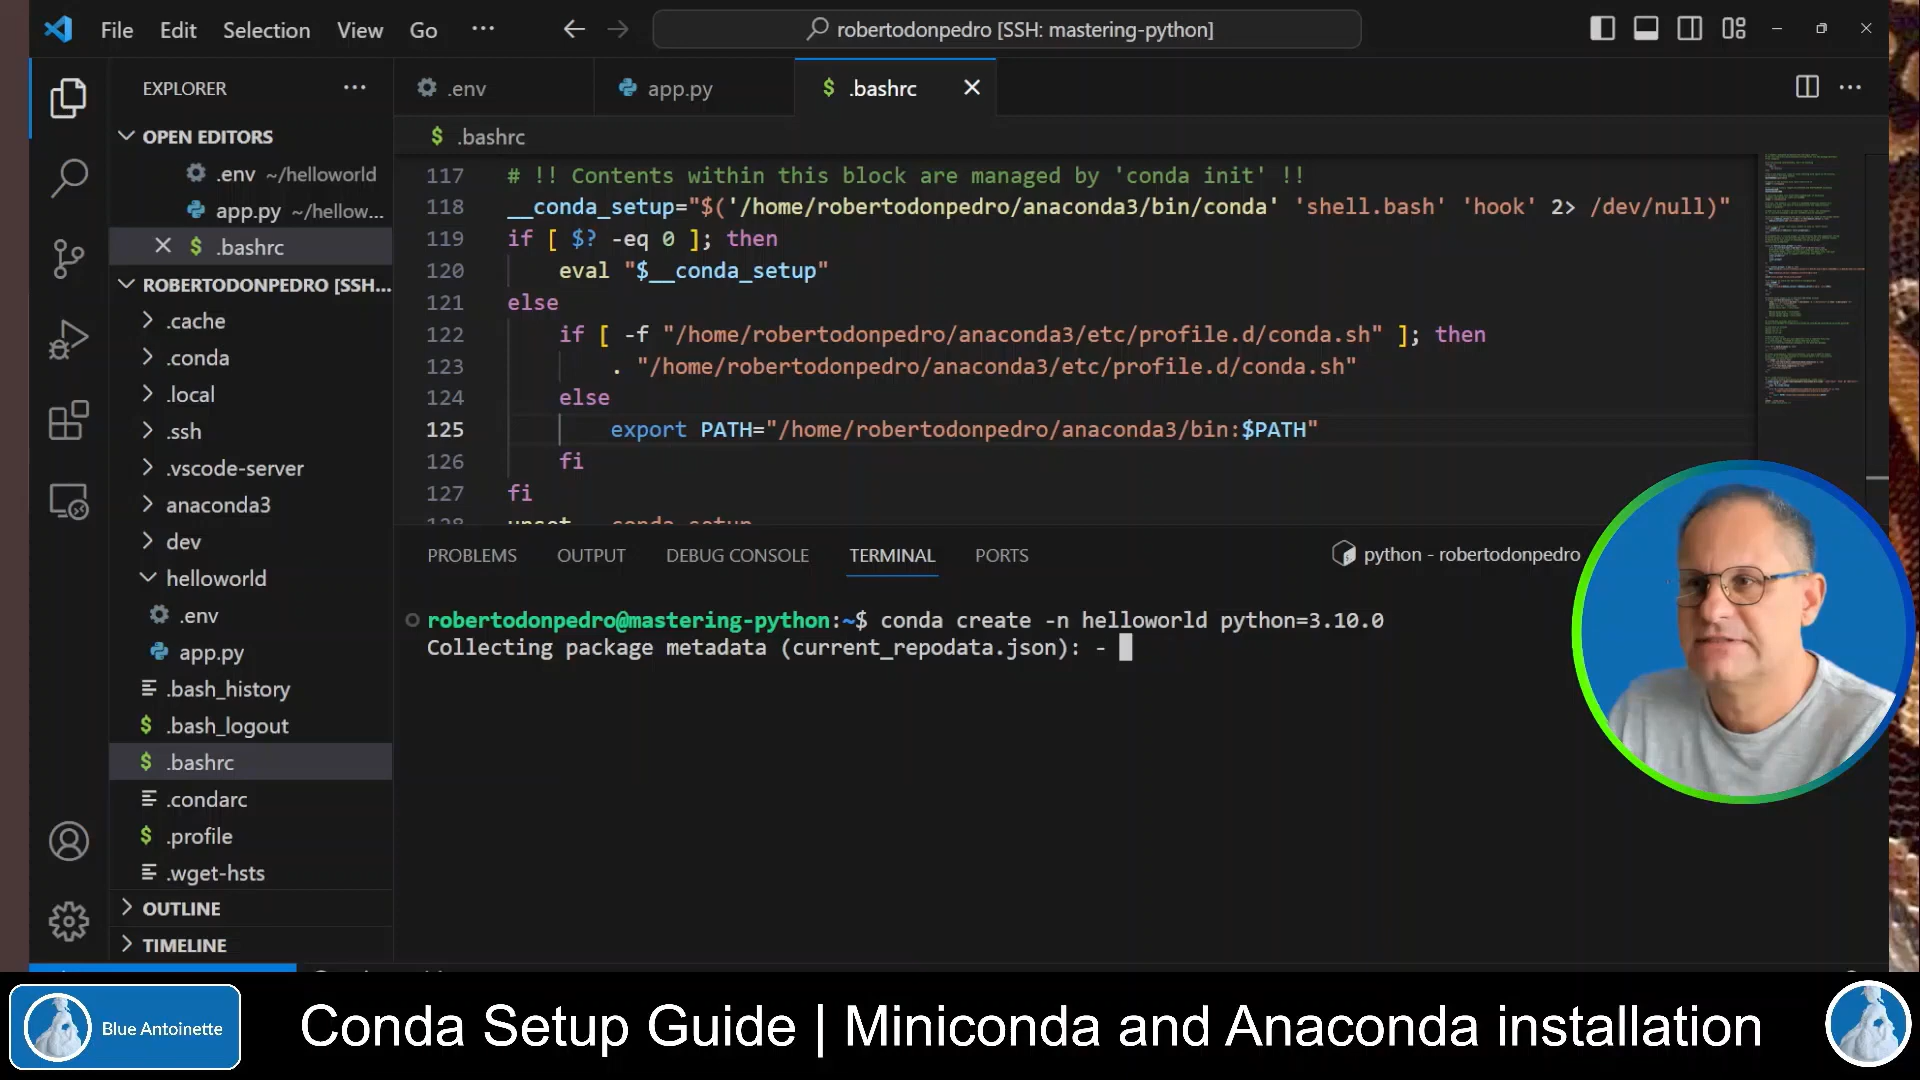 File Edit Selection View Go ··· robertodonpedro [SSH: mastering-python]
EXPLORER
OPEN EDITORS
.env ~/helloworld
app.py ~/hellow...
.bashrc
ROBERTODONPEDRO [SSH...
.cache
.conda
.local
.ssh
.vscode-server
anaconda3
dev
helloworld
.env
app.py
.bash_history
.bash_logout
.bashrc
.condarc
.profile
.wget-hsts
OUTLINE
TIMELINE
.env app.py .bashrc
.bashrc
117 # !! Contents within this block are managed by 'conda init' !!
118 __conda_setup="$('/home/robertodonpedro/anaconda3/bin/conda' 'shell.bash' 'hook' 2> /dev/null)"
119 if [ $? -eq 0 ]; then
120 eval "$__conda_setup"
121 else
122 if [ -f "/home/robertodonpedro/anaconda3/etc/profile.d/conda.sh" ]; then
123 . "/home/robertodonpedro/anaconda3/etc/profile.d/conda.sh"
124 else
125 export PATH="/home/robertodonpedro/anaconda3/bin:$PATH"
126 fi
127 fi
128 unset __conda_setup
PROBLEMS OUTPUT DEBUG CONSOLE TERMINAL PORTS python - robertodonpedro
robertodonpedro@mastering-python:~$ conda create -n helloworld python=3.10.0
Collecting package metadata (current_repodata.json): -
Blue Antoinette
Conda Setup Guide | Miniconda and Anaconda installation